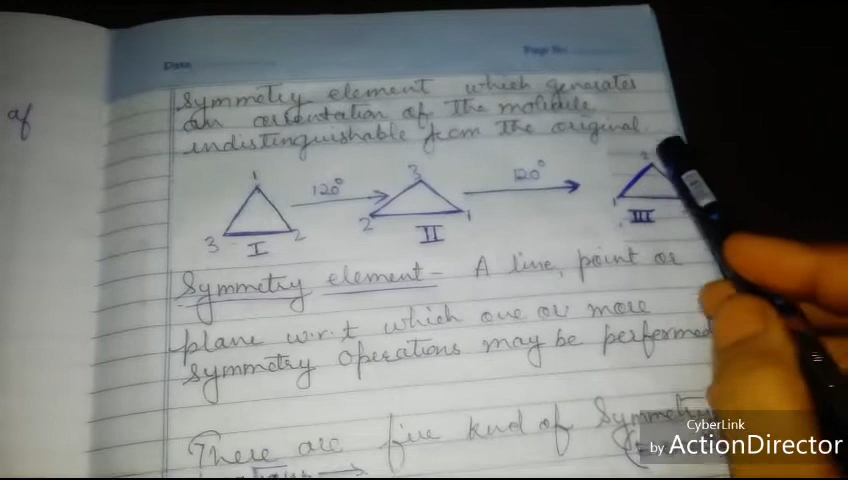 Date
Page No
of
Symmetry element which generates
an orientation of the molecule
indistinguishable from the original.
1 3 2
120° 120°
3 2 2 1 1
I II III
Symmetry element - A line, point or
plane w.r.t which one or more
symmetry operations may be performed
There are five kind of Symmetry
CyberLink
by ActionDirector